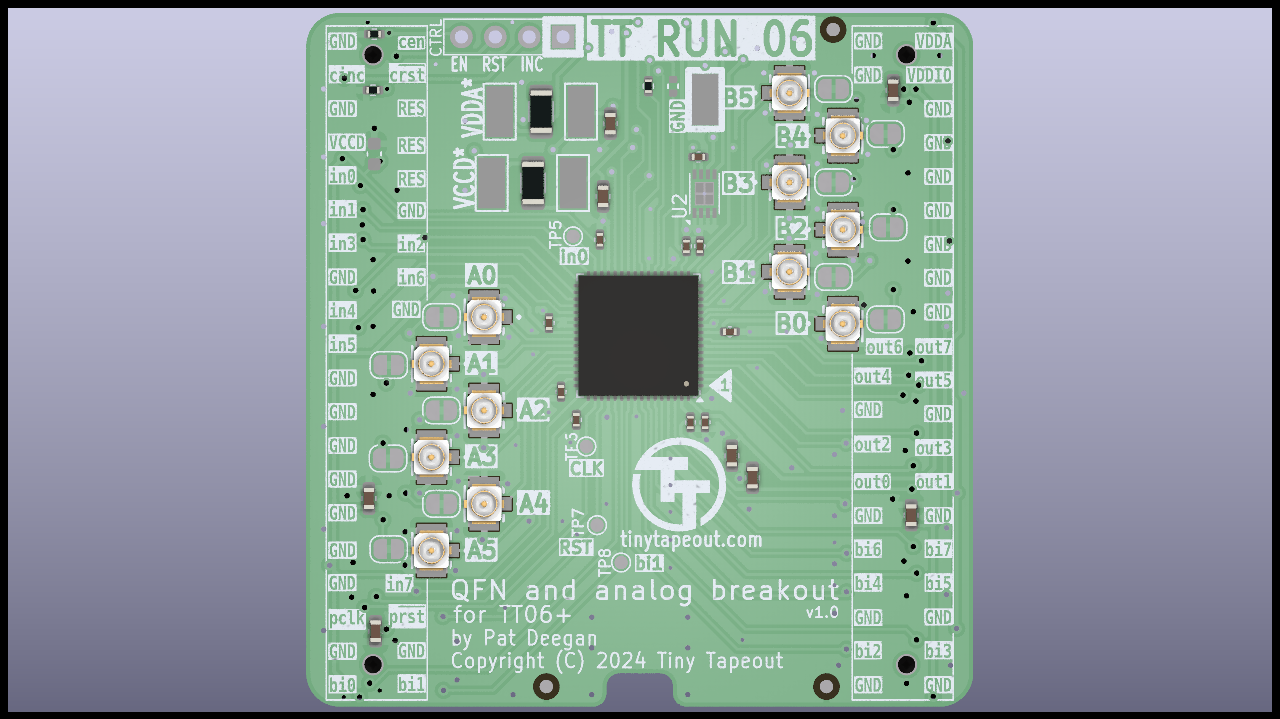 CTRL
EN RST INC
TT RUN 06
VDDA*
VCCD*
GND
U2
TP5
in0
B5
B4
B3
B2
B1
B0
A0
A1
A2
A3
A4
A5
1
CLK
TP7
RST
TP8
bi1
tinytapeout.com
QFN and analog breakout
for TT06+
v1.0
by Pat Deegan
Copyright (C) 2024 Tiny Tapeout
GND cen
cinc crst
GND RES
VCCD RES
in0 RES
in1 GND
in3 in2
GND in6
in4 GND
in5
GND
GND
GND
GND
GND
GND
GND in7
pclk prst
GND GND
bi0 bi1
GND VDDA
GND VDDIO
GND
GND
GND
GND
GND
GND
GND
out6 out7
out4 out5
GND GND
out2 out3
out0 out1
GND GND
bi6 bi7
bi4 bi5
GND GND
bi2 bi3
GND GND